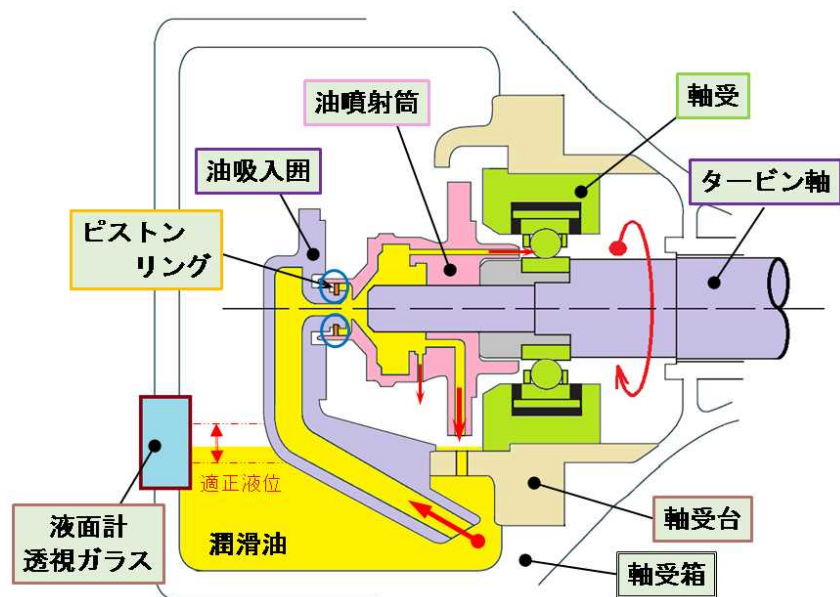 油噴射筒
軸受
油吸入囲
タービン軸
ピストン
リング
適正液位
液面計
透視ガラス
潤滑油
軸受台
軸受箱